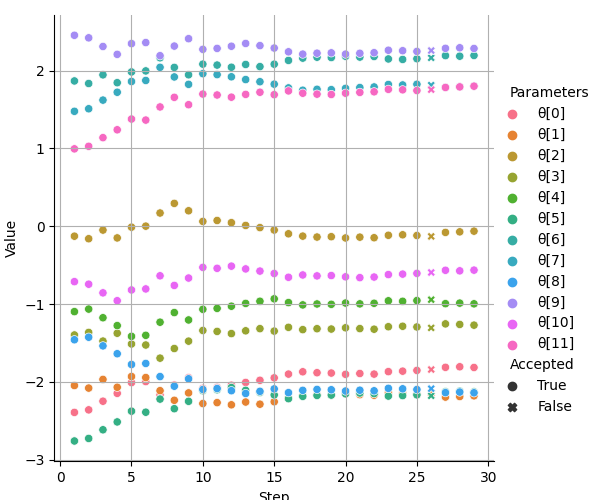 2
1
0
−1
−2
−3
Value
0
5
10
15
20
25
30
Step
Parameters
θ[0]
θ[1]
θ[2]
θ[3]
θ[4]
θ[5]
θ[6]
θ[7]
θ[8]
θ[9]
θ[10]
θ[11]
Accepted
True
False